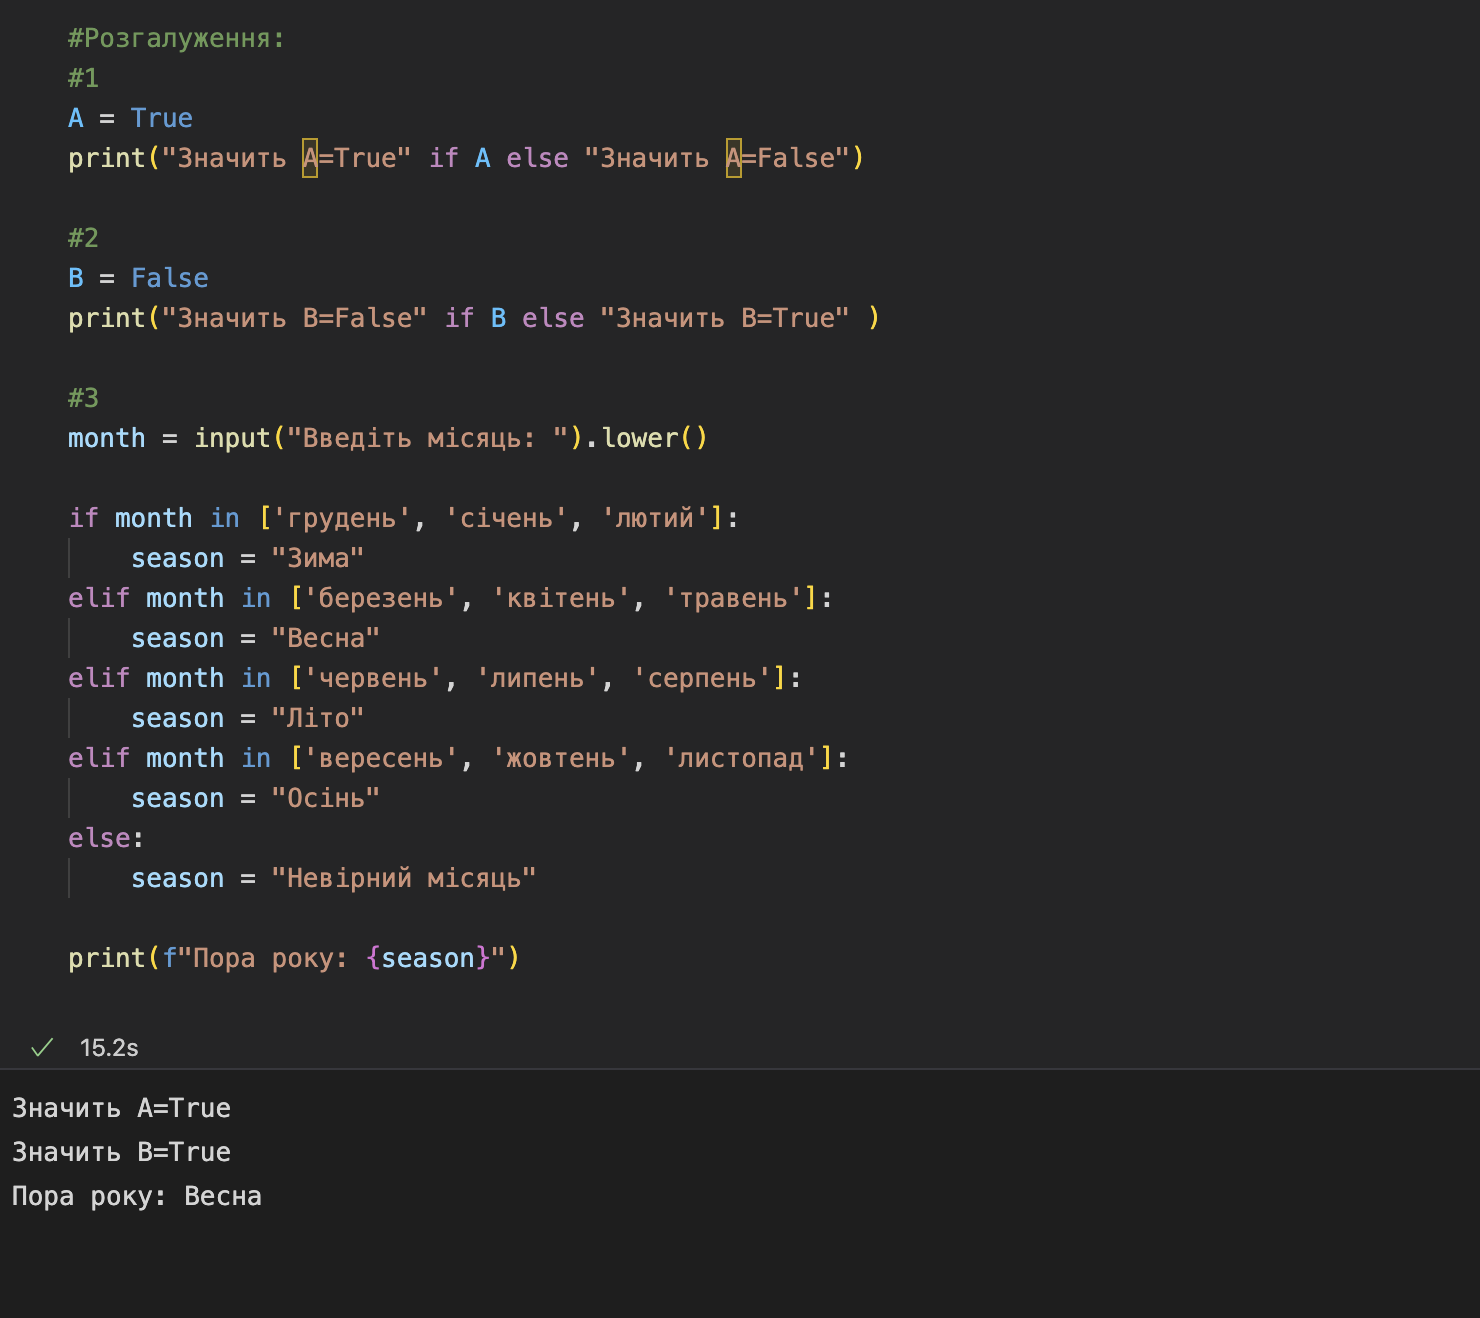 #Розгалуження:
#1
A = True
print("Значить А=True" if A else "Значить А=False")
#2
B = False
print("Значить B=False" if B else "Значить B=True" )
#3
month = input("Введіть місяць: ").lower()
if month in ['грудень', 'січень', 'лютий']:
    season = "Зима"
elif month in ['березень', 'квітень', 'травень']:
    season = "Весна"
elif month in ['червень', 'липень', 'серпень']:
    season = "Літо"
elif month in ['вересень', 'жовтень', 'листопад']:
    season = "Осінь"
else:
    season = "Невірний місяць"
print(f"Пора року: {season}")
15.2s
Значить А=True
Значить B=True
Пора року: Весна